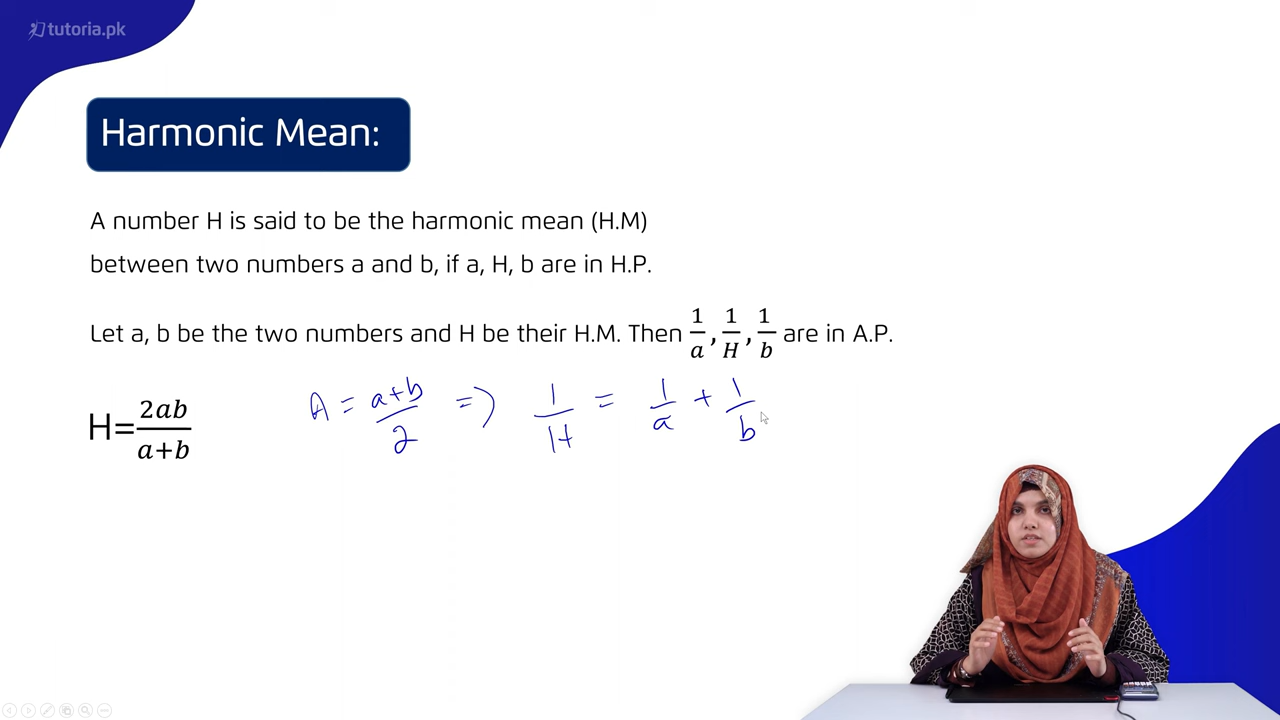 tutoria.pk
Harmonic Mean:
A number H is said to be the harmonic mean (H.M)
between two numbers a and b, if a, H, b are in H.P.
Let a, b be the two numbers and H be their H.M. Then 1/a, 1/H, 1/b are in A.P.
H=2ab/a+b
A = a+b/2 => 1/H = 1/a + 1/b